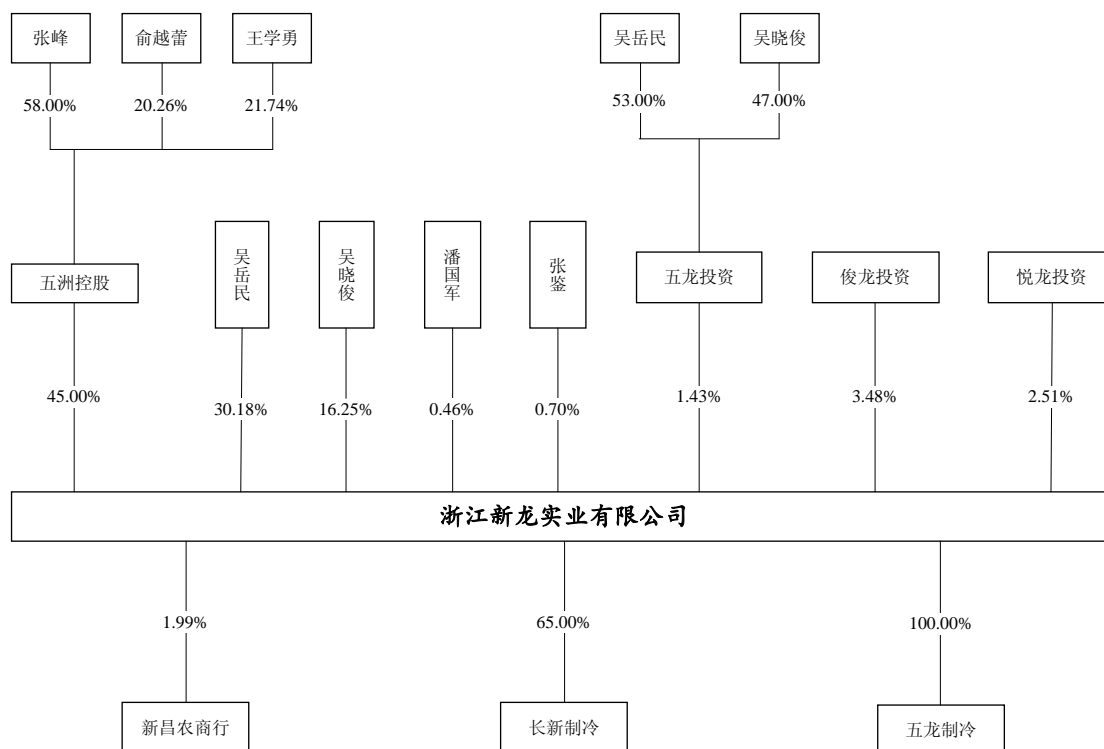 张峰
俞越蕾
王学勇
吴岳民
吴晓俊
58.00%
20.26%
21.74%
53.00%
47.00%
五洲控股
吴岳民
吴晓俊
潘国军
张鉴
五龙投资
俊龙投资
悦龙投资
45.00%
30.18%
16.25%
0.46%
0.70%
1.43%
3.48%
2.51%
浙江新龙实业有限公司
1.99%
65.00%
100.00%
新昌农商行
长新制冷
五龙制冷